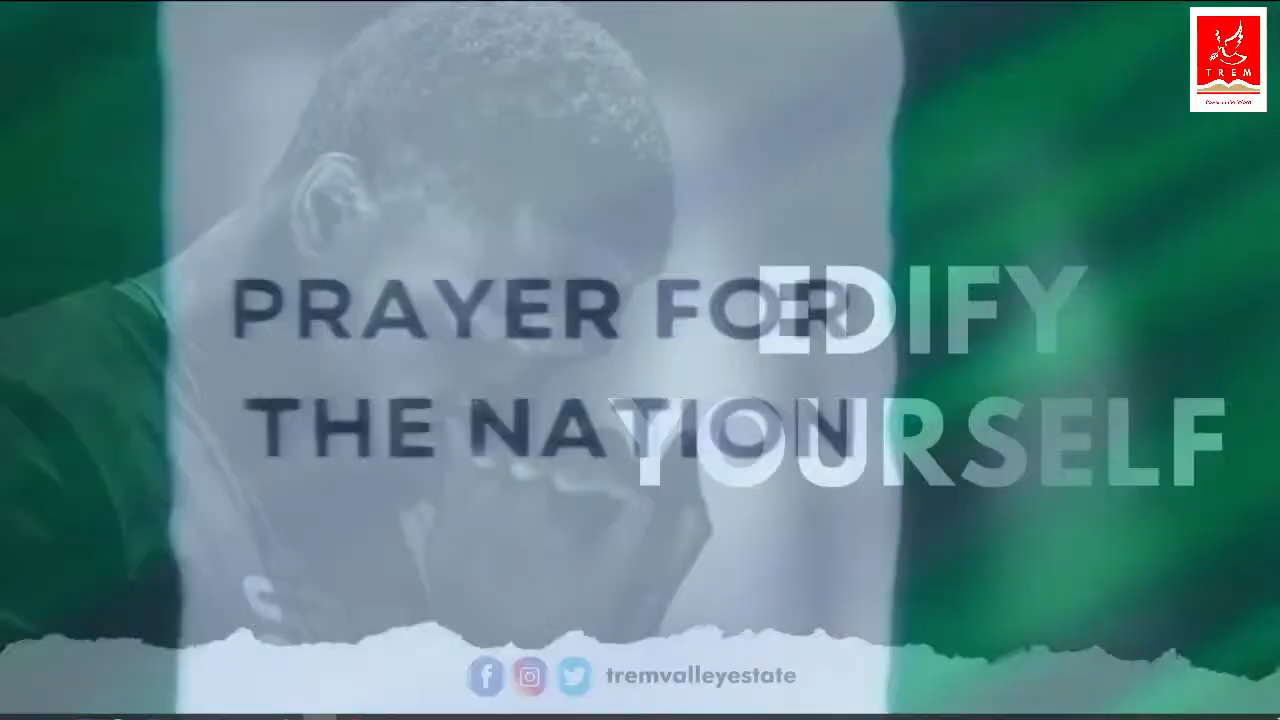 TREM
PRAYER FOR
THE NATION
EDIFY
YOURSELF
tremvalleyestate